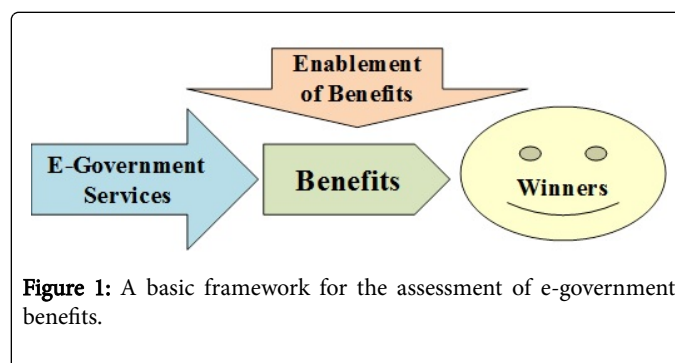 Enablement
of Benefits
E-Government
Services
Benefits
Winners
Figure 1: A basic framework for the assessment of e-government
benefits.